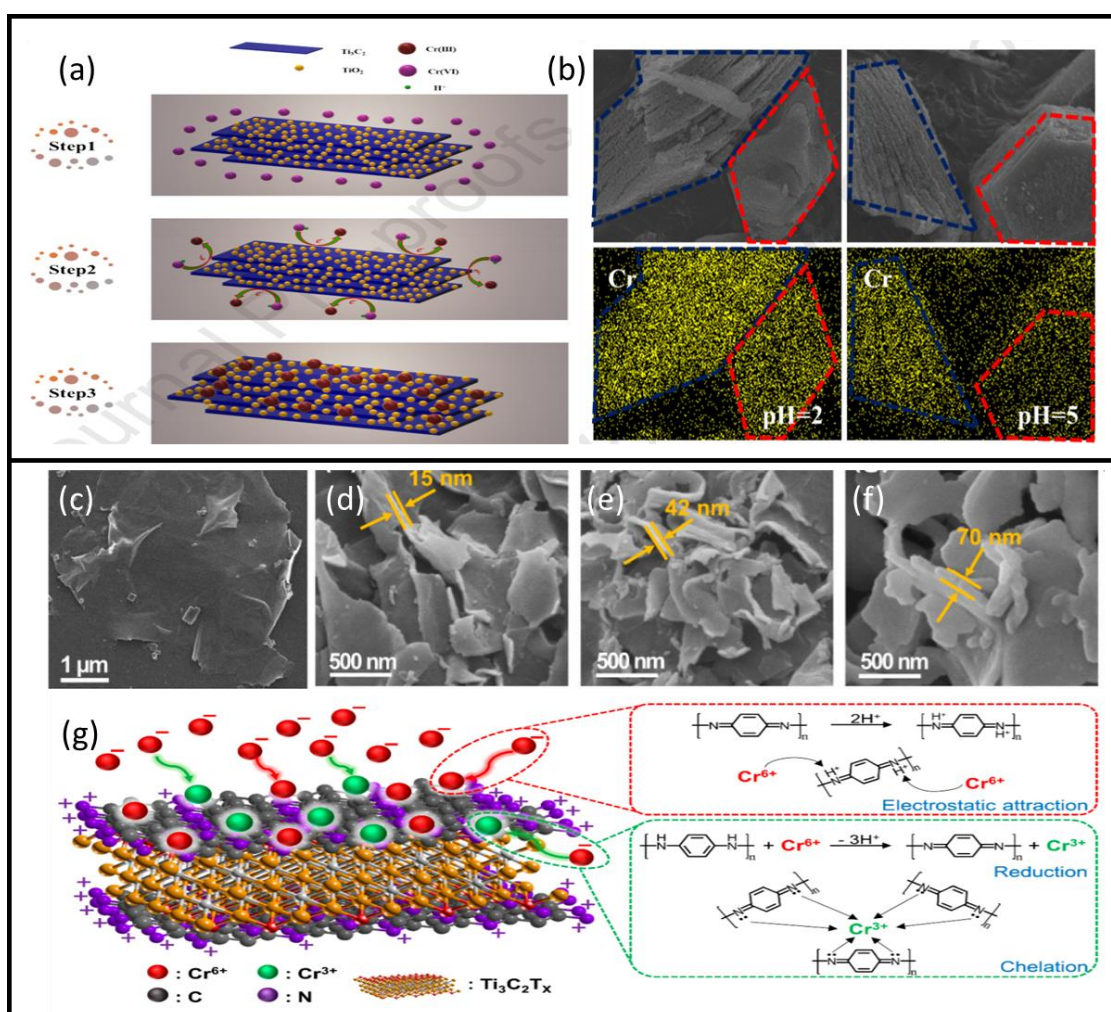 (a)
Ti₃C₂
Cr(III)
TiO₂
Cr(VI)
H⁺
Step1
Step2
Step3
(b)
Cr
pH=2
Cr
pH=5
(c)
1 μm
(d)
15 nm
500 nm
(e)
42 nm
500 nm
(f)
70 nm
500 nm
(g)
: Cr⁶⁺
: Cr³⁺
: C
: N
: Ti₃C₂Tₓ
2H⁺
Cr⁶⁺
Cr⁶⁺
Electrostatic attraction
+ Cr⁶⁺
- 3H⁺
+ Cr³⁺
Reduction
Cr³⁺
Chelation